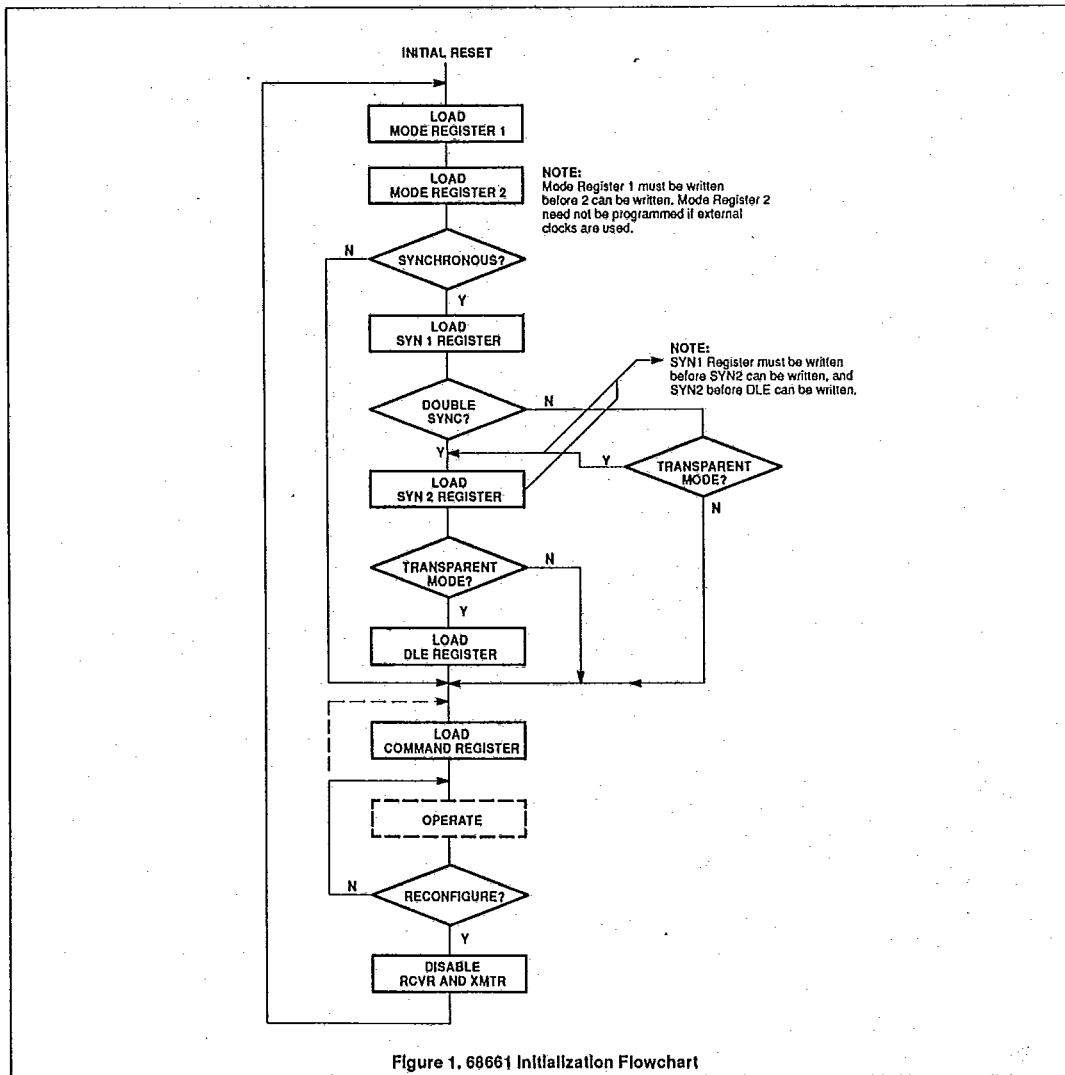 INITIAL RESET
LOAD
MODE REGISTER 1
LOAD
MODE REGISTER 2
NOTE:
Mode Register 1 must be written
before 2 can be written. Mode Register 2
need not be programmed if external
clocks are used.
N
SYNCHRONOUS?
Y
LOAD
SYN 1 REGISTER
NOTE:
SYN1 Register must be written
before SYN2 can be written, and
SYN2 before DLE can be written.
DOUBLE
SYNC?
N
Y
Y
TRANSPARENT
MODE?
N
LOAD
SYN 2 REGISTER
TRANSPARENT
MODE?
N
Y
LOAD
DLE REGISTER
LOAD
COMMAND REGISTER
OPERATE
N
RECONFIGURE?
Y
DISABLE
RCVR AND XMTR
Figure 1. 68661 Initialization Flowchart